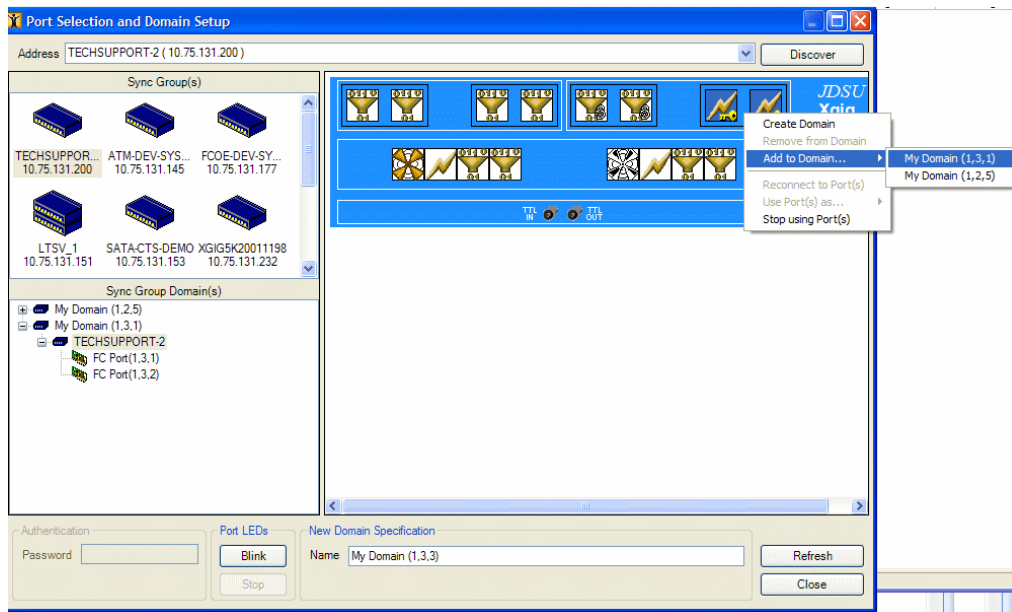 Port Selection and Domain Setup
Address TECHSUPPORT-2 ( 10.75.131.200 ) Discover
Sync Group(s)
TECHSUPPOR... ATM-DEV-SYS... FCOE-DEV-SY...
10.75.131.200 10.75.131.145 10.75.131.177
LTSV_1 SATA-CTS-DEMO XGIG5K20011198
10.75.131.151 10.75.131.153 10.75.131.232
Sync Group Domain(s)
My Domain (1,2,5)
My Domain (1,3,1)
TECHSUPPORT-2
FC Port(1,3,1)
FC Port(1,3,2)
JDSU
Xgig
TTL IN
TTL OUT
Create Domain
Remove from Domain
Add to Domain...
Reconnect to Port(s)
Use Port(s) as...
Stop using Port(s)
My Domain (1,3,1)
My Domain (1,2,5)
Authentication
Password
Port LEDs
Blink
Stop
New Domain Specification
Name My Domain (1,3,3)
Refresh
Close